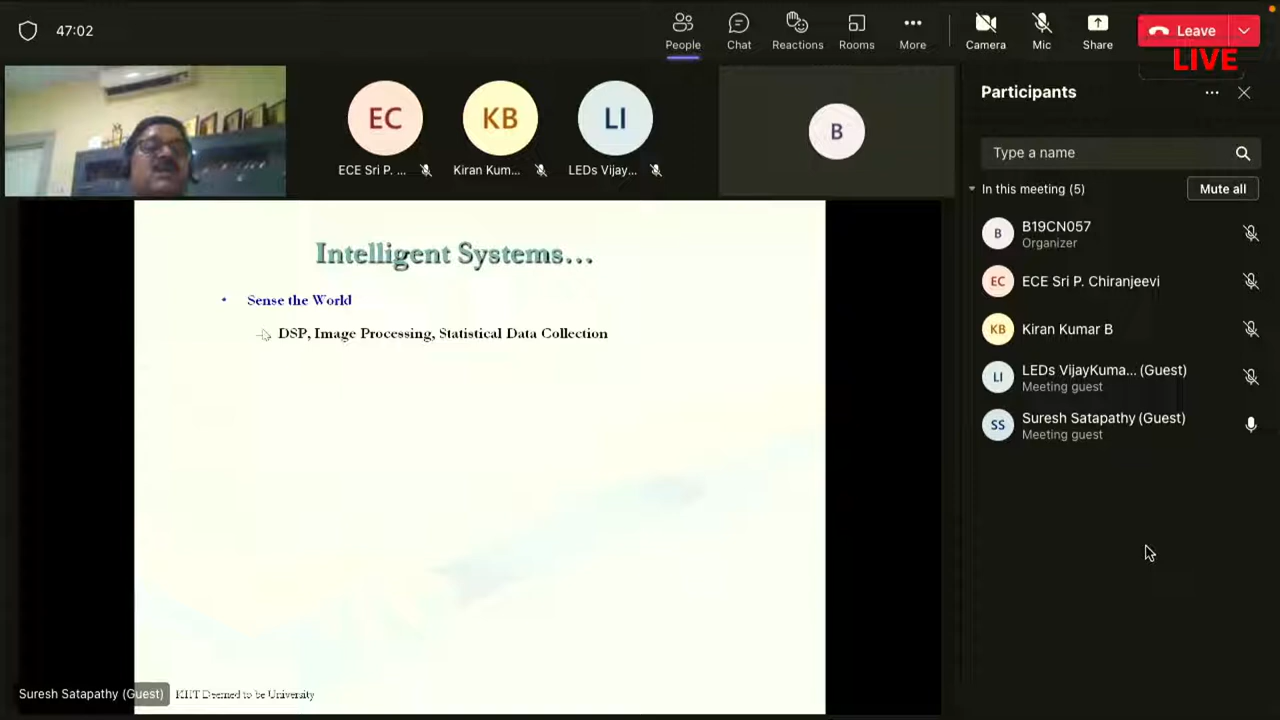 47:02
People
Chat
Reactions
Rooms
More
Camera
Mic
Share
Leave
LIVE
EC
KB
LI
B
ECE Sri P. ...
Kiran Kum...
LEDs Vijay...
Participants
Type a name
In this meeting (5)
Mute all
B
B19CN057
Organizer
EC
ECE Sri P. Chiranjeevi
KB
Kiran Kumar B
LI
LEDs VijayKuma... (Guest)
Meeting guest
SS
Suresh Satapathy (Guest)
Meeting guest
Intelligent Systems...
• Sense the World
DSP, Image Processing, Statistical Data Collection
Suresh Satapathy (Guest)
KIIT Deemed to be University